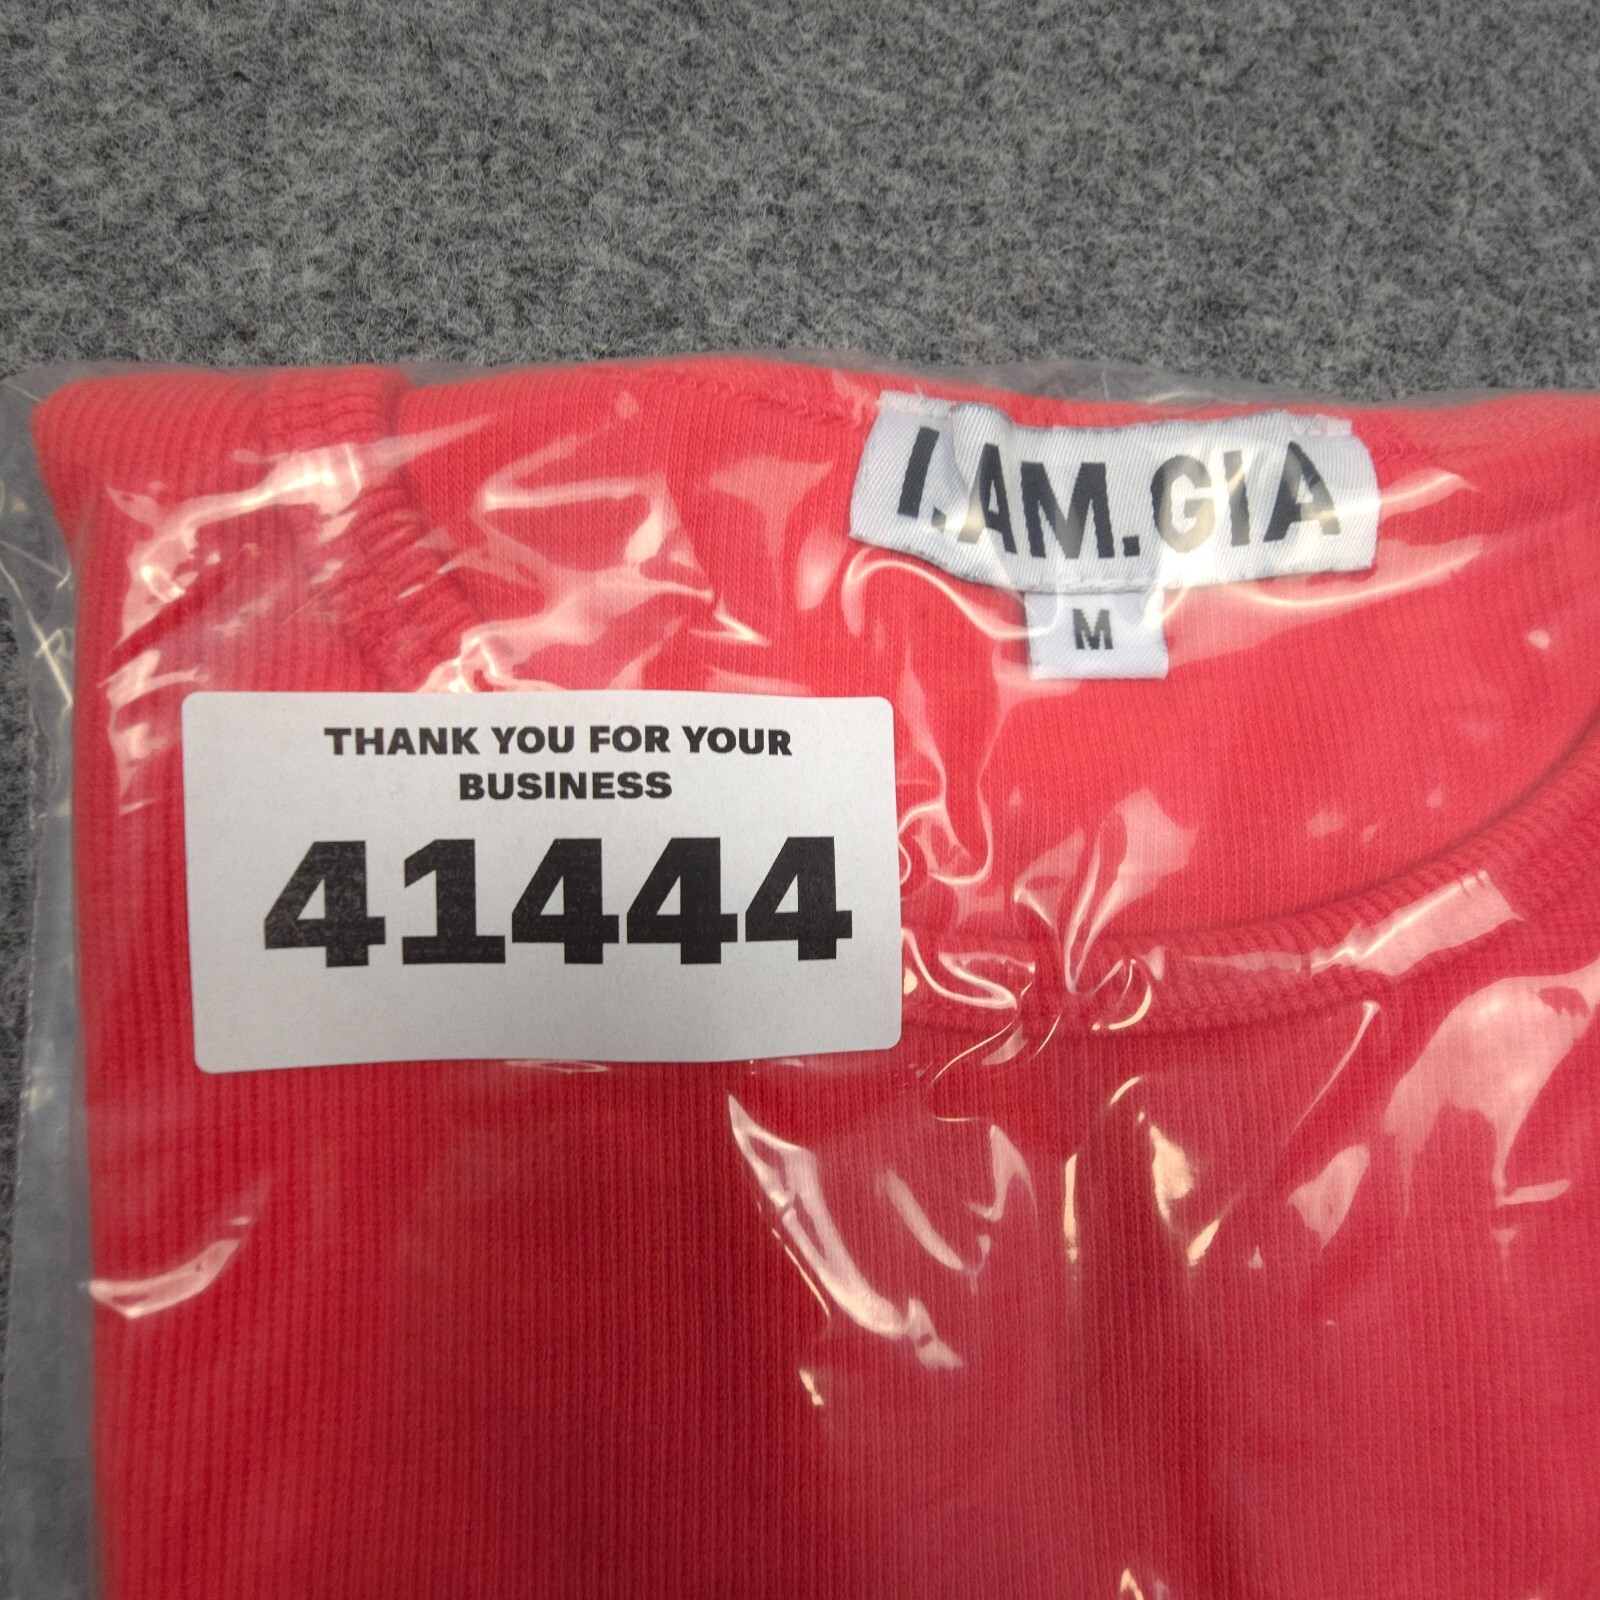 I.AM.GIA
M
THANK YOU FOR YOUR
BUSINESS
41444